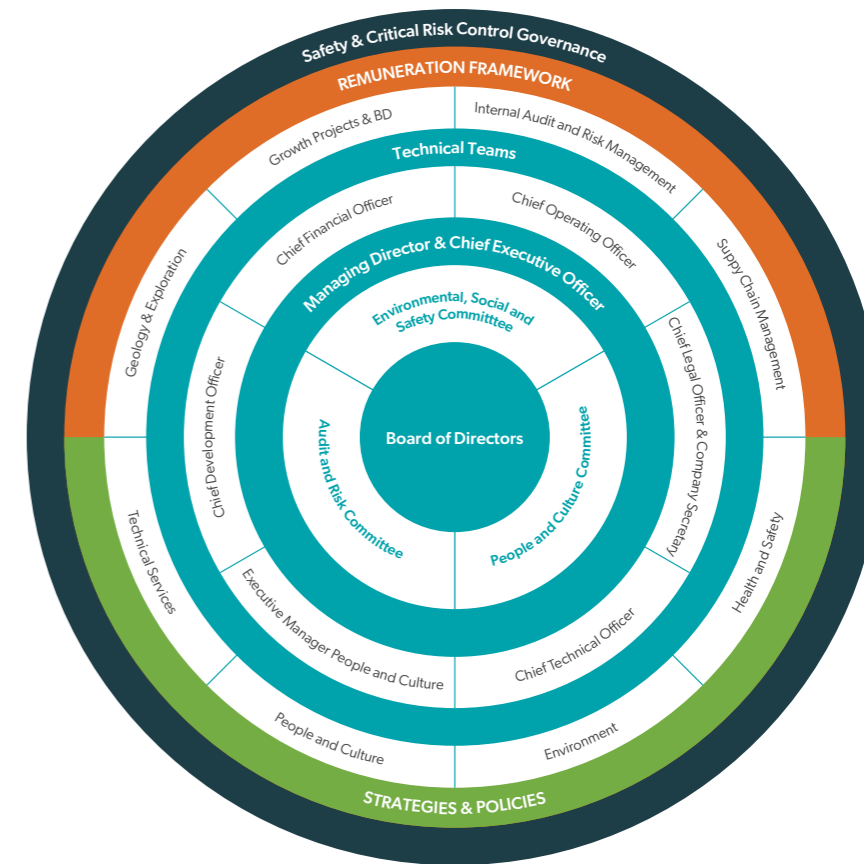 Safety & Critical Risk Control Governance
REMUNERATION FRAMEWORK
Growth Projects & BD
Internal Audit and Risk Management
Technical Teams
Chief Financial Officer
Chief Operating Officer
Managing Director & Chief Executive Officer
Geology & Exploration
Suppy Chain Management
Environmental, Social and
Safety Committtee
Chief Development Officer
Chief Legal Officer & Company Secretary
Board of Directors
Audit and Risk Committee
People and Culture Committee
Technical Services
Health and Safety
Executive Manager People and Culture
Chief Technical Officer
People and Culture
Environment
STRATEGIES & POLICIES